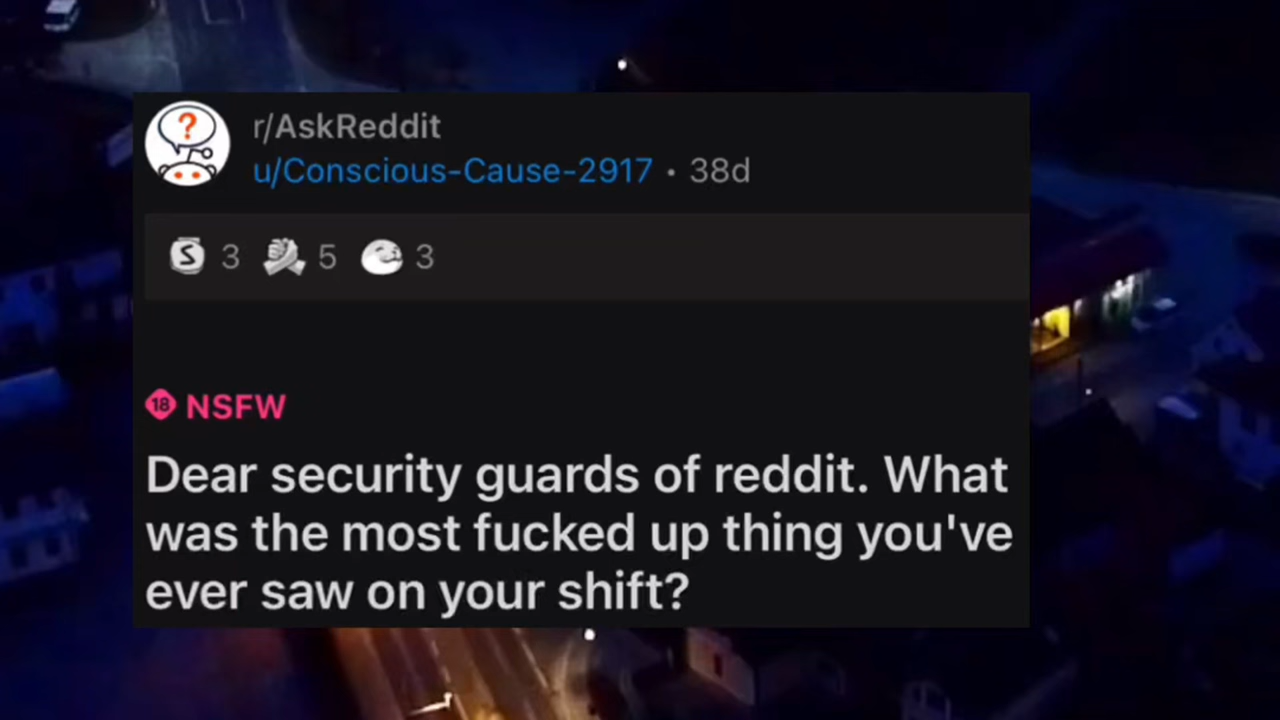 r/AskReddit
u/Conscious-Cause-2917 · 38d
S 3 5 3
18 NSFW
Dear security guards of reddit. What
was the most fucked up thing you've
ever saw on your shift?